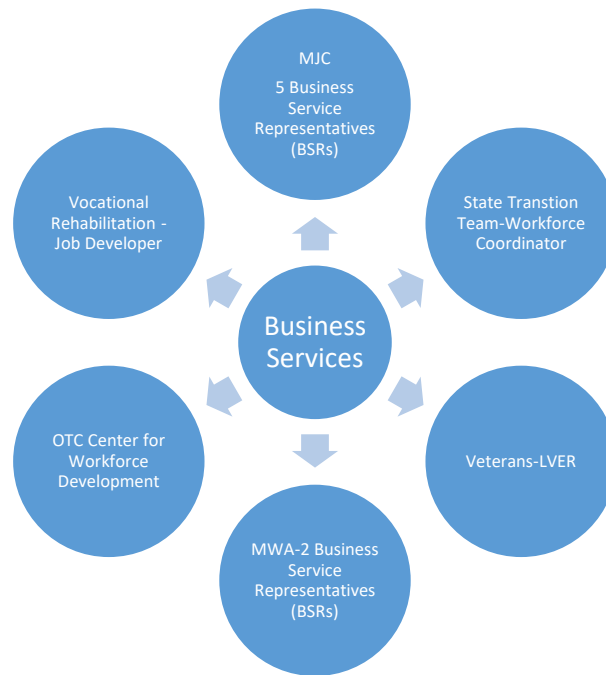 MJC
5 Business
Service
Representatives
(BSRs)
Vocational
Rehabilitation -
Job Developer
State Transtion
Team-Workforce
Coordinator
Business
Services
OTC Center for
Workforce
Development
Veterans-LVER
MWA-2 Business
Service
Representatives
(BSRs)